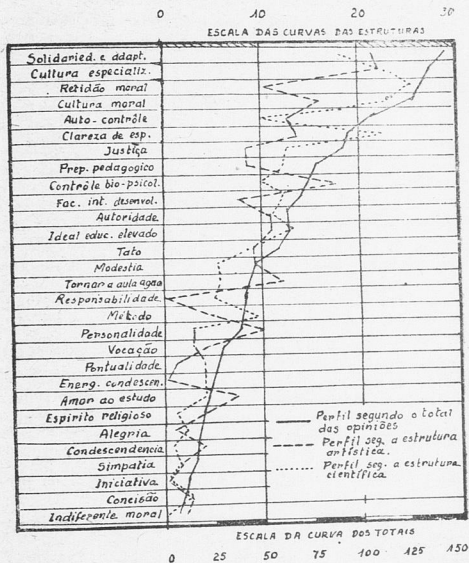 0 10 20 30
ESCALA DAS CURVAS DAS ESTRUTURAS
Solidaried. e adapt.
Cultura especializ.
Retidão moral
Cultura moral
Auto-contrôle
Clareza de esp.
Justiça
Prep. pedagogico
Contrôle bio-psicol.
Fac. int. desenvol.
Autoridade
Ideal educ. elevado
Tato
Modestia
Tornar a aula agra
Responsabilidade
Método
Personalidade
Vocação
Pontualidade
Energ. condescen.
Amor ao estudo
Espirito religioso
Alegria
Condescendencia
Simpatia
Iniciativa
Concisão
Indiferente moral
Perfil segundo o total
das opiniões
Perfil seg. a estrutura
artística.
Perfil seg. a estrutura
científica
ESCALA DA CURVA DOS TOTAIS
0 25 50 75 100 125 150